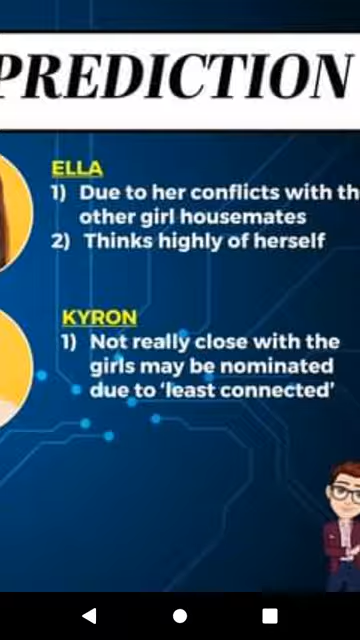 PREDICTION
ELLA
1) Due to her conflicts with th
other girl housemates
2) Thinks highly of herself
KYRON
1) Not really close with the
girls may be nominated
due to ‘least connected’